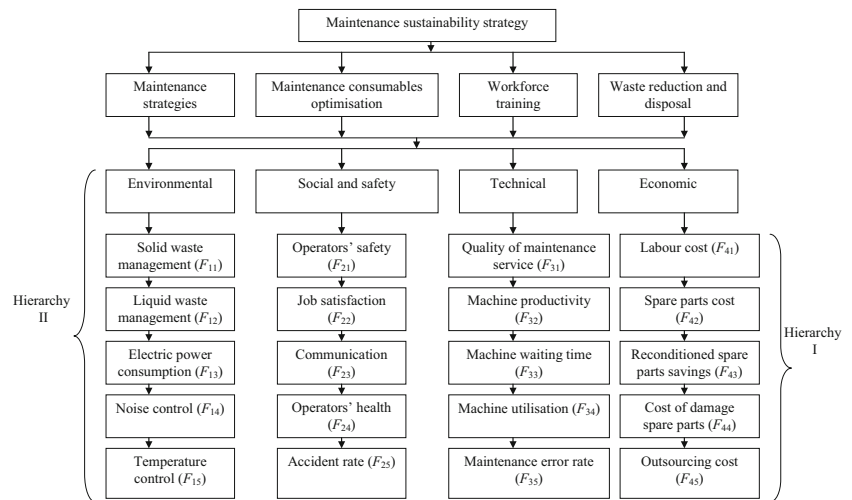 Maintenance sustainability strategy
Maintenance
strategies
Maintenance consumables
optimisation
Workforce
training
Waste reduction and
disposal
Environmental
Social and safety
Technical
Economic
Solid waste
management (F11)
Operators' safety
(F21)
Quality of maintenance
service (F31)
Labour cost (F41)
Liquid waste
management (F12)
Job satisfaction
(F22)
Machine productivity
(F32)
Spare parts cost
(F42)
Electric power
consumption (F13)
Communication
(F23)
Machine waiting time
(F33)
Reconditioned spare
parts savings (F43)
Noise control (F14)
Operators' health
(F24)
Machine utilisation (F34)
Cost of damage
spare parts (F44)
Temperature
control (F15)
Accident rate (F25)
Maintenance error rate
(F35)
Outsourcing cost
(F45)
Hierarchy
II
Hierarchy
I